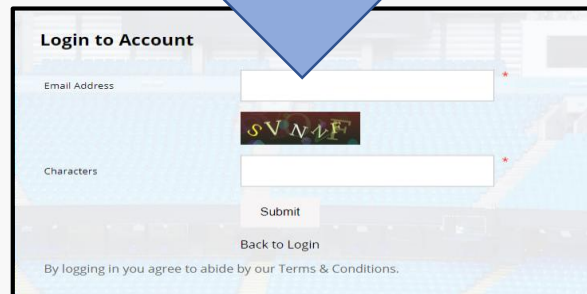 Login to Account
Email Address
*
SVNNF
Characters
*
Submit
Back to Login
By logging in you agree to abide by our Terms & Conditions.